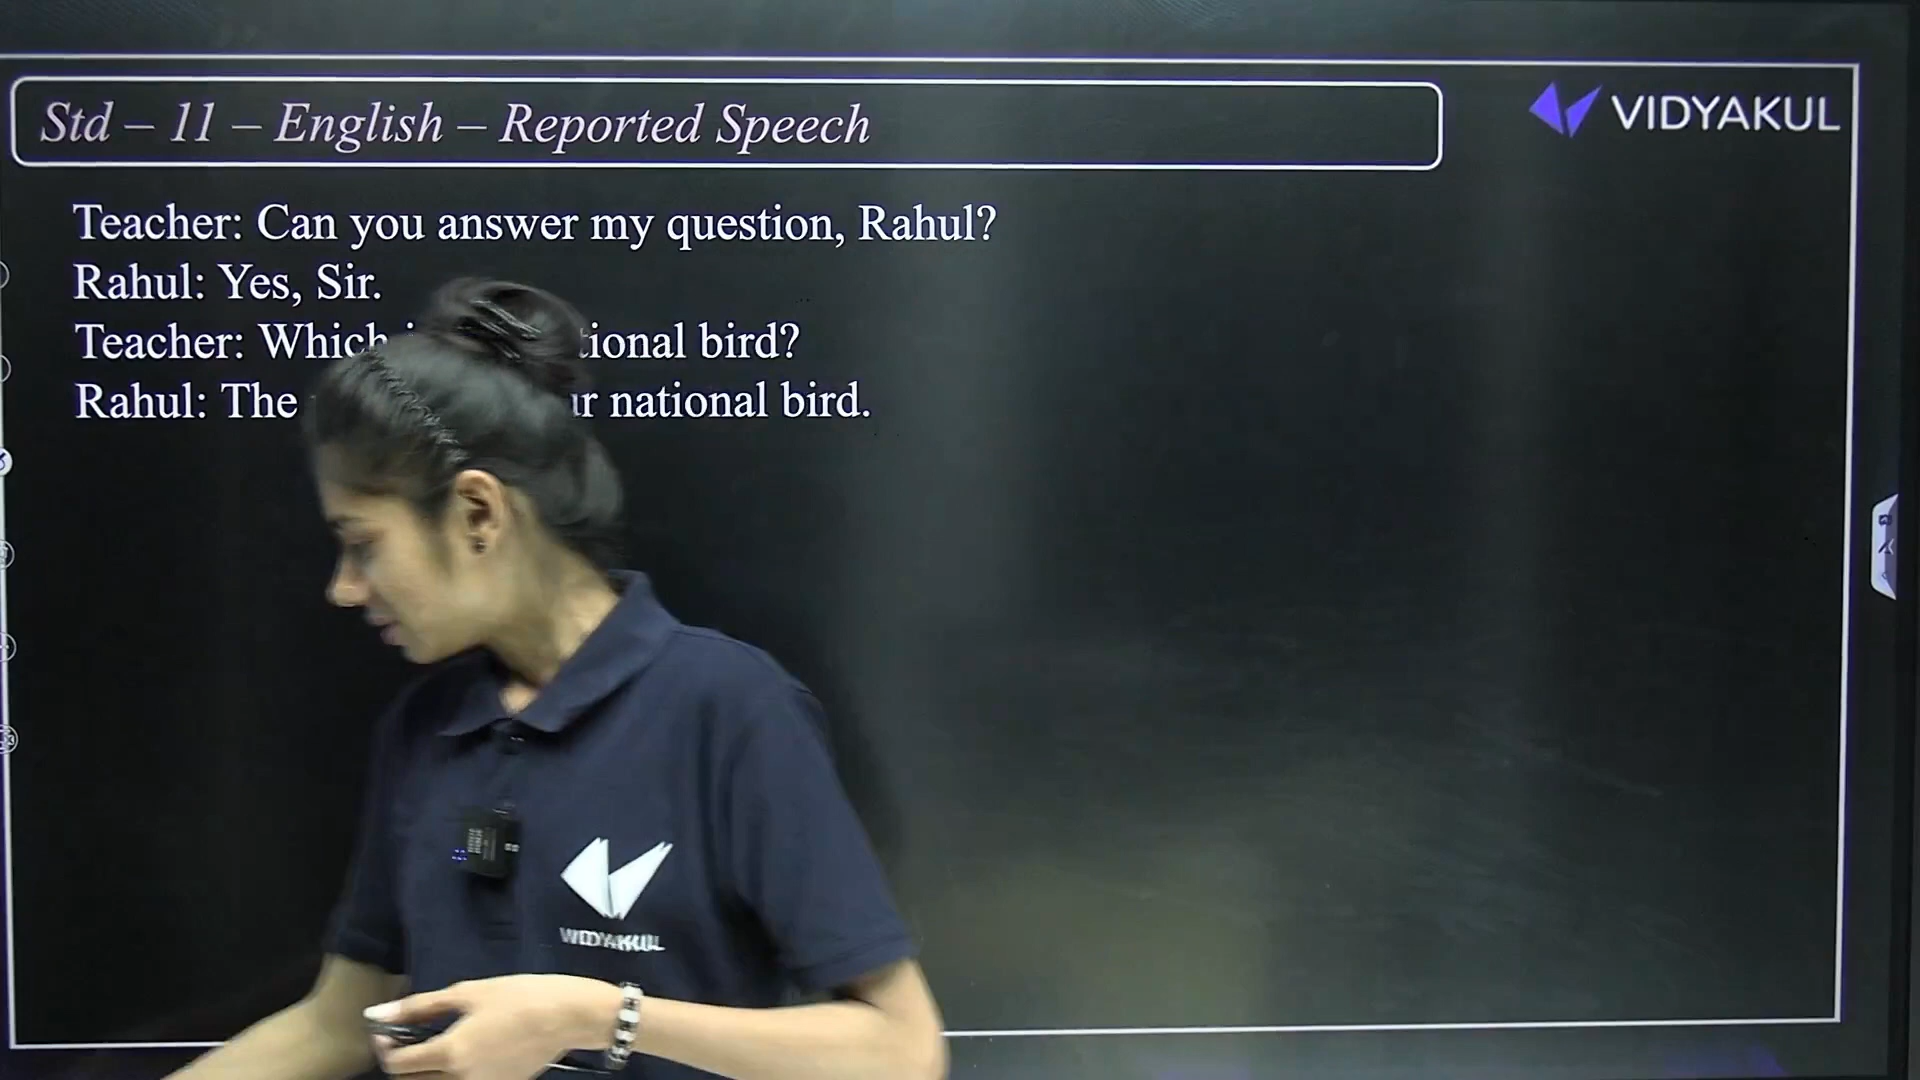 Std – 11 – English – Reported Speech
VIDYAKUL
Teacher: Can you answer my question, Rahul?
Rahul: Yes, Sir.
Teacher: Which bird?
Rahul: The national bird.
VIDYAKUL